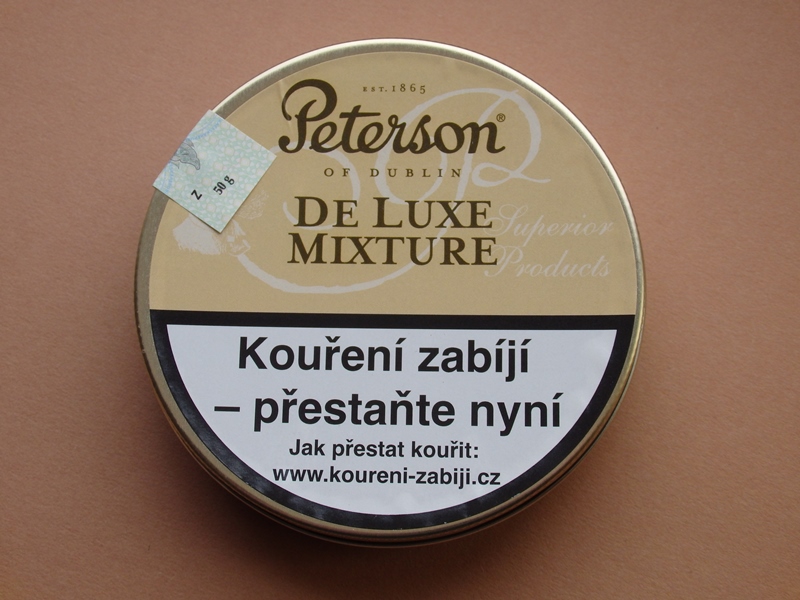 EST. 1865
Peterson®
OF DUBLIN
DE LUXE
MIXTURE
Superior
Products
Z 50 g
Kouření zabíjí
– přestaňte nyní
Jak přestat kouřit:
www.koureni-zabiji.cz